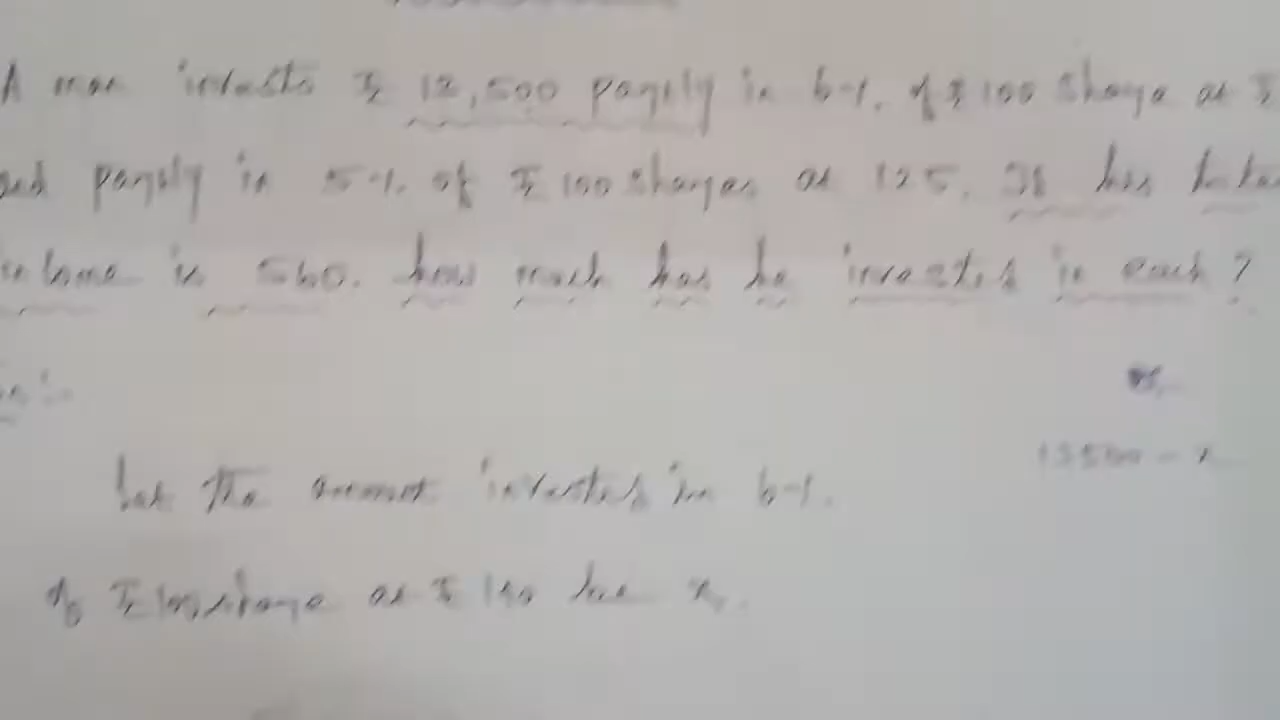 A man invests ₹ 12,500 partly in 6%. of ₹ 100 share at ₹
and partly in 5%. of ₹ 100 shares at 125. If his total
income is 560. how much has he invested in each?
Let the amount invested in 6%.
of ₹ 100 share at ₹ 140 be x.